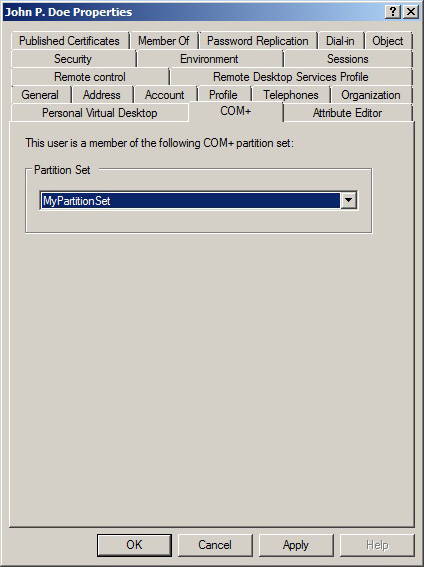 John P. Doe Properties
Published Certificates Member Of Password Replication Dial-in Object
Security Environment Sessions
Remote control Remote Desktop Services Profile
General Address Account Profile Telephones Organization
Personal Virtual Desktop COM+ Attribute Editor
This user is a member of the following COM+ partition set:
Partition Set
MyPartitionSet
OK Cancel Apply Help